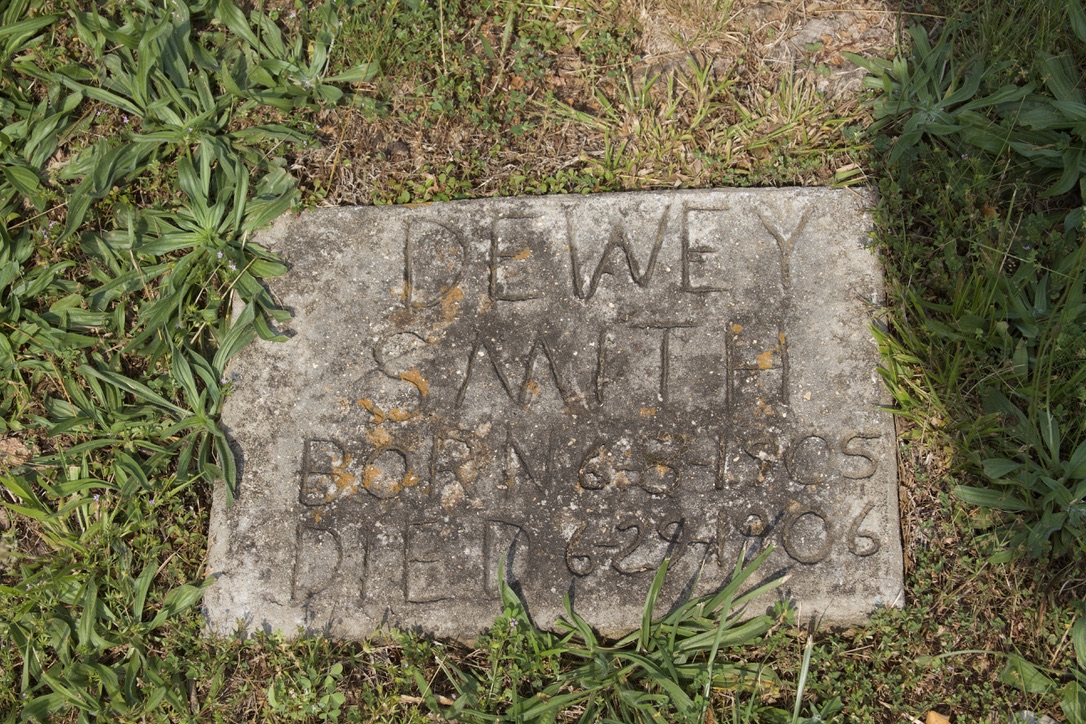 DEWEY
SMITH
BORN 6-5-1905
DIED 6-29-1906